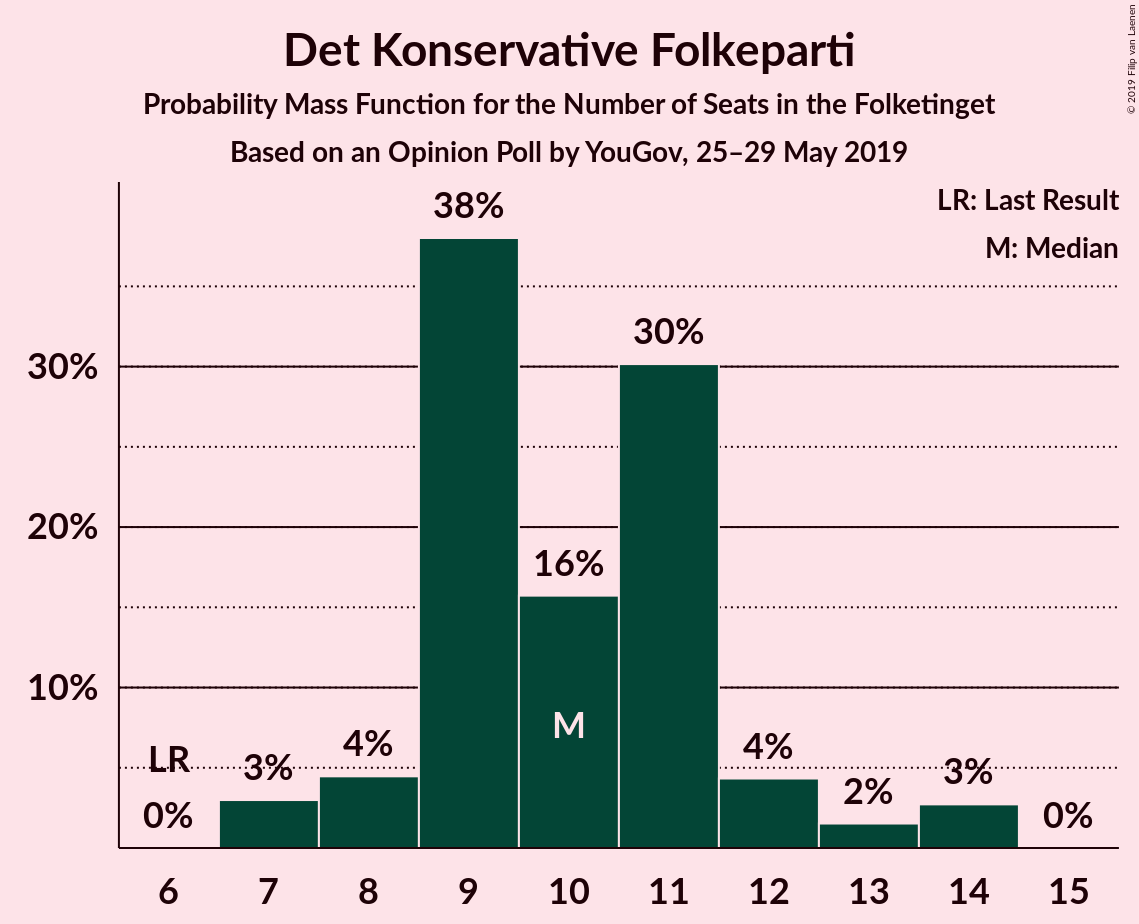 Det Konservative Folkeparti
Probability Mass Function for the Number of Seats in the Folketinget
Based on an Opinion Poll by YouGov, 25–29 May 2019
© 2019 Filip van Laenen
LR: Last Result
M: Median
38%
30%
30%
20%
16%
10%
M
LR
3%
4%
4%
2%
3%
0%
0%
6 7 8 9 10 11 12 13 14 15